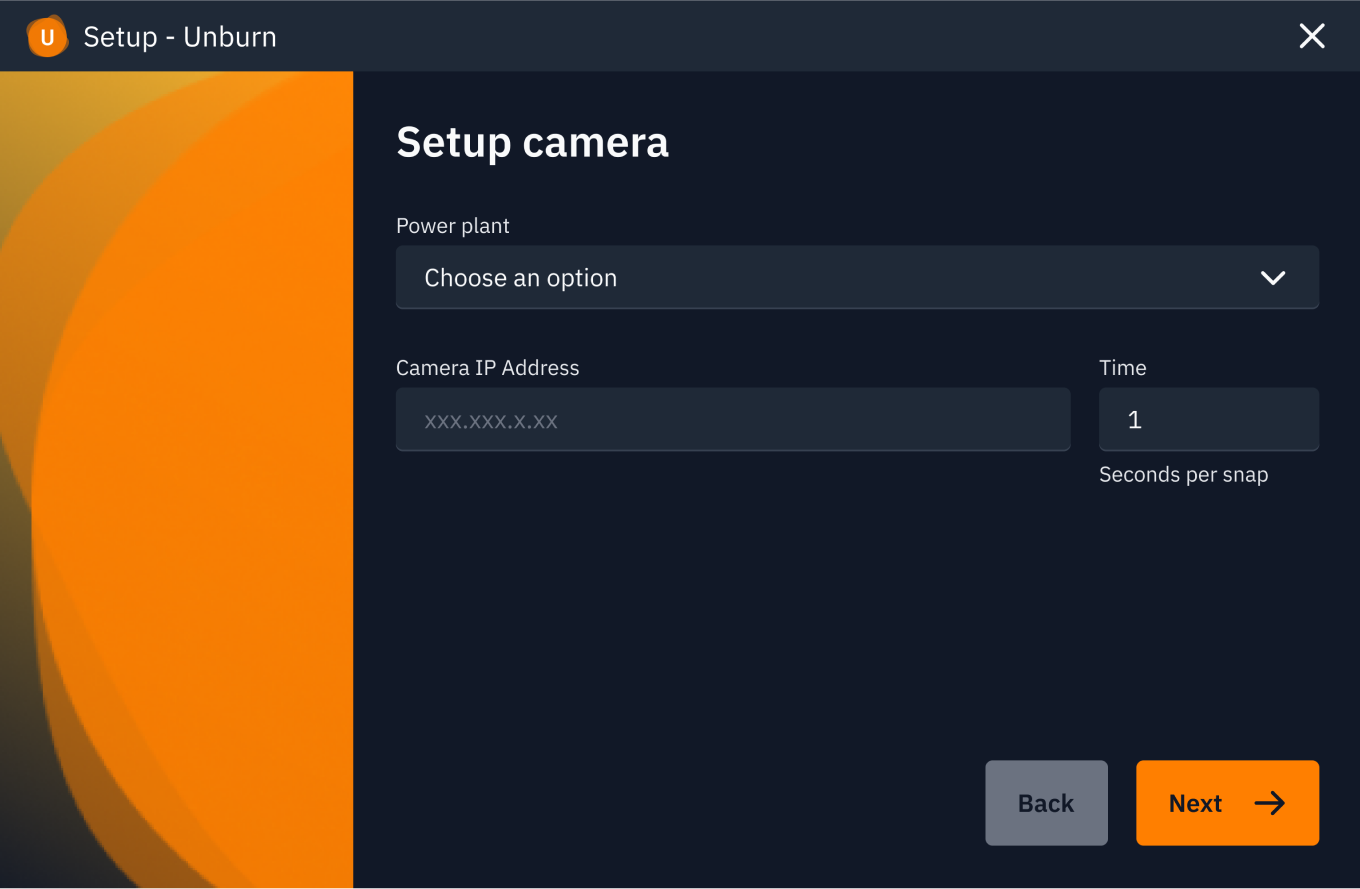 U Setup - Unburn
Setup camera
Power plant
Choose an option
Camera IP Address Time
xxx.xxx.x.xx 1
Seconds per snap
Back Next